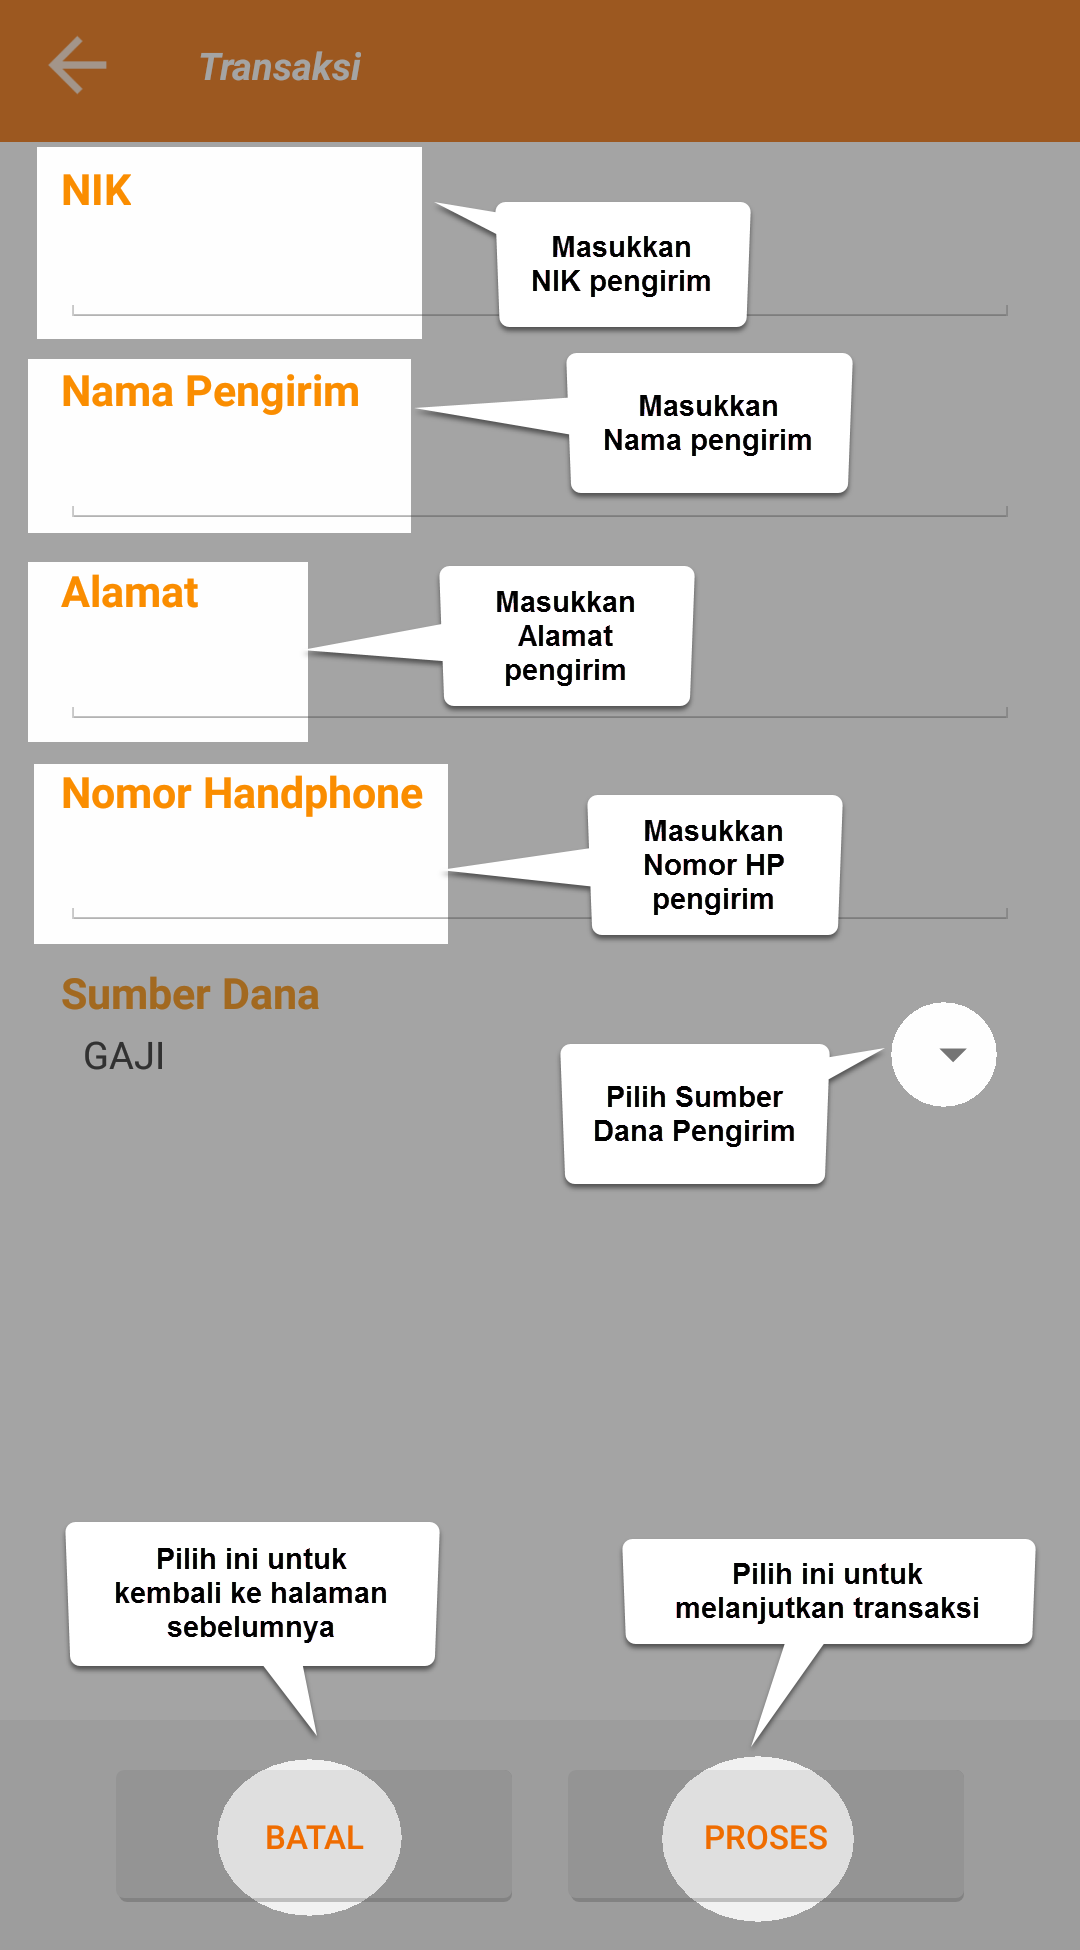 Transaksi
NIK
Masukkan
NIK pengirim
Nama Pengirim
Masukkan
Nama pengirim
Alamat
Masukkan
Alamat
pengirim
Nomor Handphone
Masukkan
Nomor HP
pengirim
Sumber Dana
GAJI
Pilih Sumber
Dana Pengirim
Pilih ini untuk
kembali ke halaman
sebelumnya
Pilih ini untuk
melanjutkan transaksi
BATAL
PROSES